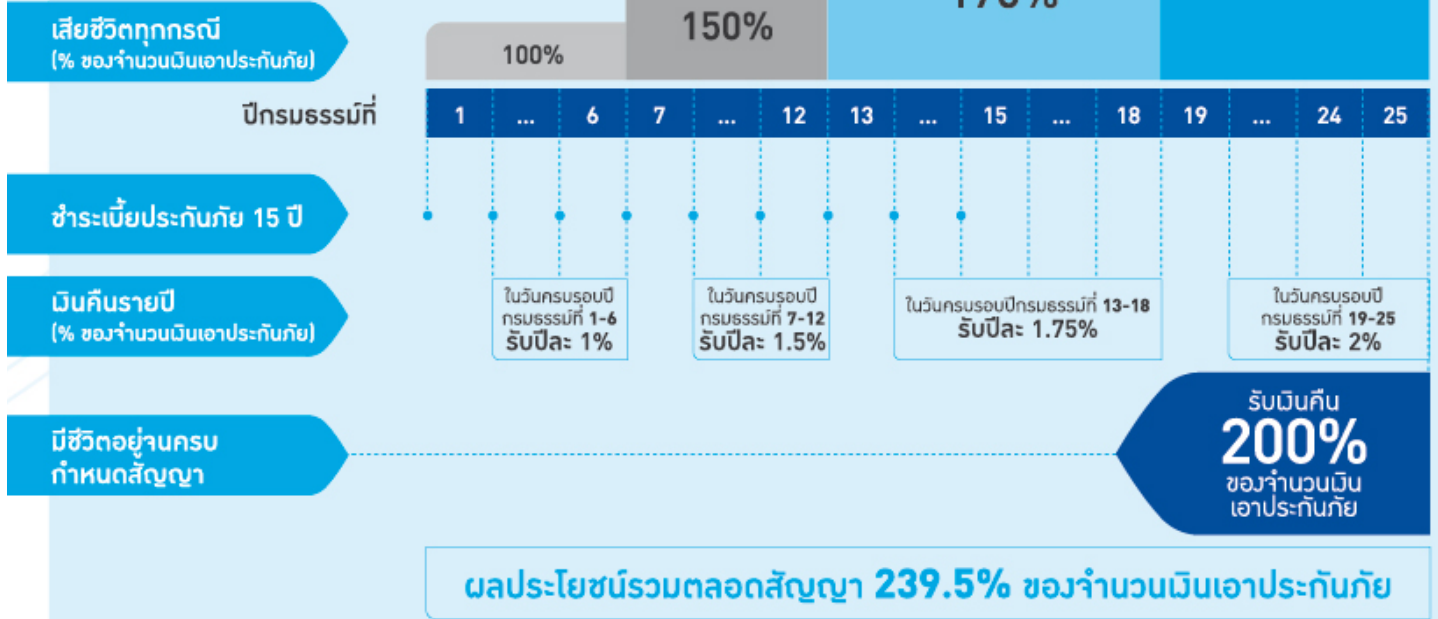 เสียชีวิตทุกกรณี
(% ของจำนวนเงินเอาประกันภัย)
100%
150%
ปีกรมธรรม์ที่
1 ... 6 7 ... 12 13 ... 15 ... 18 19 ... 24 25
ชำระเบี้ยประกันภัย 15 ปี
เงินคืนรายปี
(% ของจำนวนเงินเอาประกันภัย)
ในวันครบรอบปี
กรมธรรม์ที่ 1-6
รับปีละ 1%
ในวันครบรอบปี
กรมธรรม์ที่ 7-12
รับปีละ 1.5%
ในวันครบรอบปีกรมธรรม์ที่ 13-18
รับปีละ 1.75%
ในวันครบรอบปี
กรมธรรม์ที่ 19-25
รับปีละ 2%
มีชีวิตอยู่จนครบ
กำหนดสัญญา
รับเงินคืน
200%
ของจำนวนเงิน
เอาประกันภัย
ผลประโยชน์รวมตลอดสัญญา 239.5% ของจำนวนเงินเอาประกันภัย